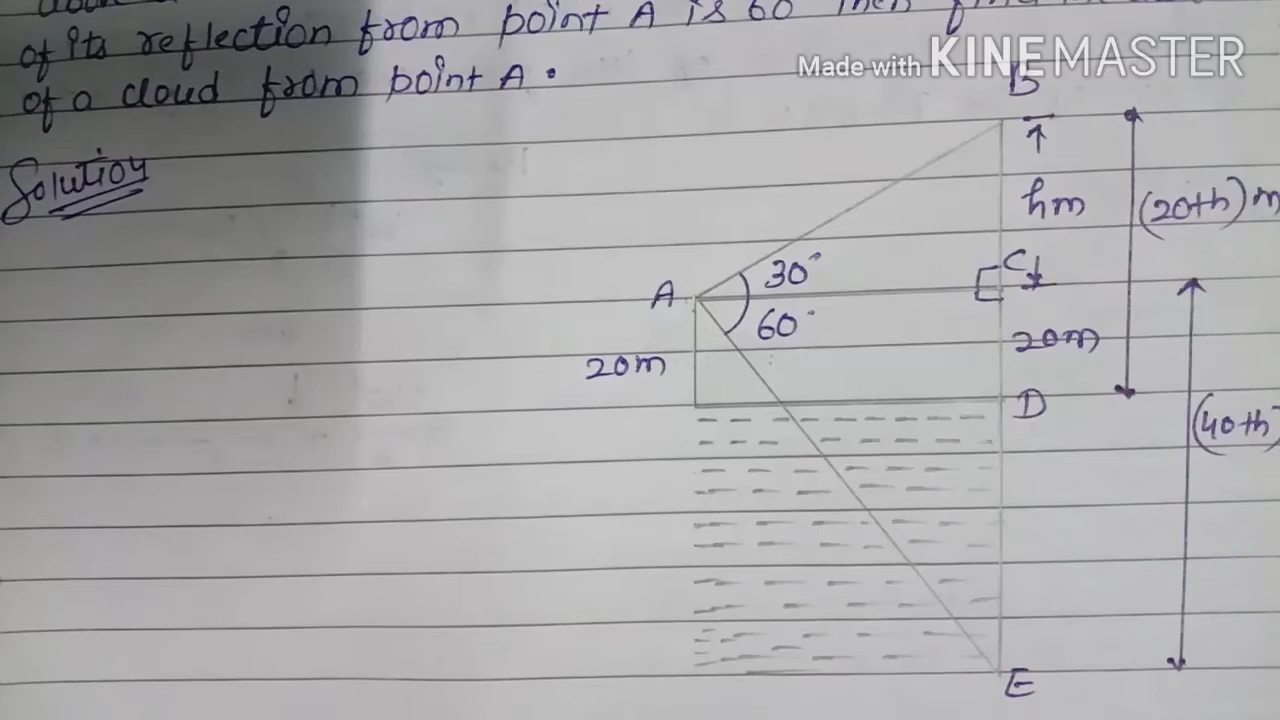 of its reflection from point A is 60 then find
Made with KINEMASTER
of a cloud from point A.
Solution
B
hm
(20+h)m
A
30°
C
60°
20m
20m
D
(40+h)
E